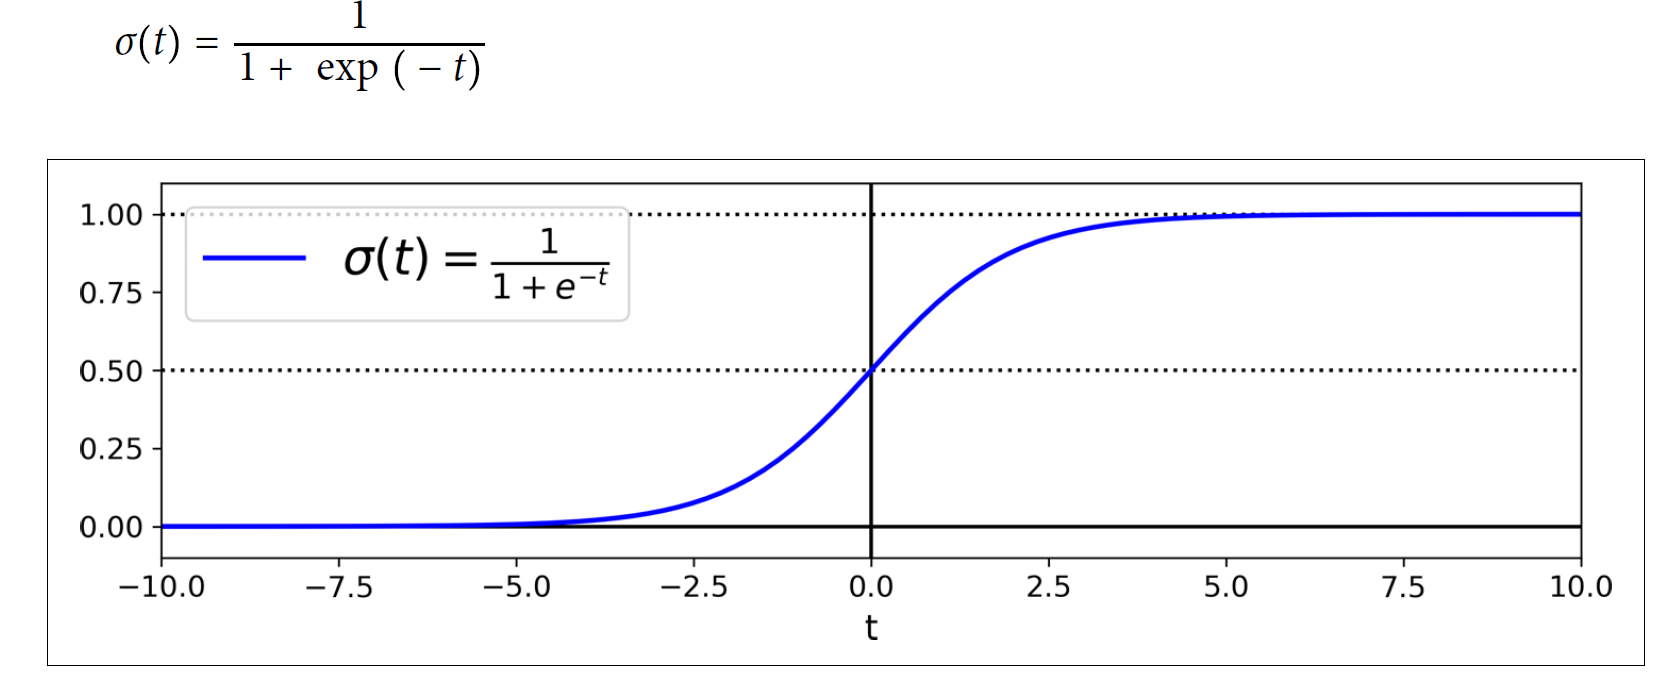 σ(t) = 1 / (1 + exp ( − t))
1.00
σ(t) = 1 / (1 + e^−t)
0.75
0.50
0.25
0.00
−10.0 −7.5 −5.0 −2.5 0.0 2.5 5.0 7.5 10.0
t